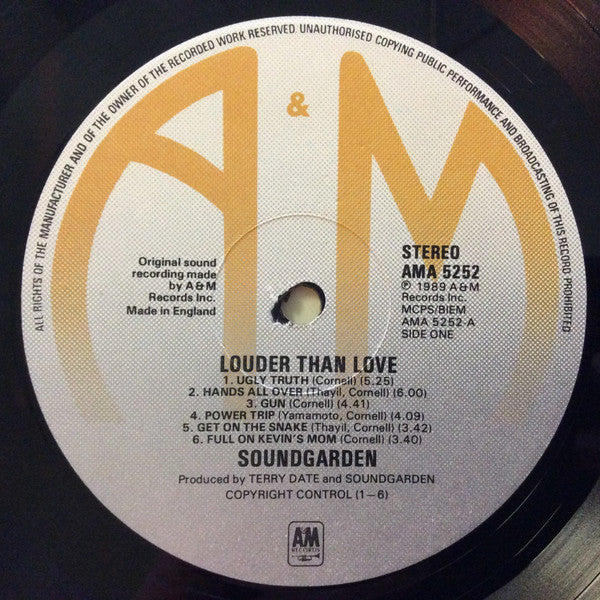 ALL RIGHTS OF THE MANUFACTURER AND OF THE OWNER OF THE RECORDED WORK RESERVED. UNAUTHORISED COPYING PUBLIC PERFORMANCE AND BROADCASTING OF THIS RECORD PROHIBITED
A & M
Original sound
recording made
by A & M
Records Inc.
Made in England
STEREO
AMA 5252
℗ 1989 A & M
Records Inc.
MCPS/BIEM
AMA 5252-A
SIDE ONE
LOUDER THAN LOVE
1. UGLY TRUTH (Cornell) (5.25)
2. HANDS ALL OVER (Thayil, Cornell) (6.00)
3. GUN (Cornell) (4.41)
4. POWER TRIP (Yamamoto, Cornell) (4.09)
5. GET ON THE SNAKE (Thayil, Cornell) (3.42)
6. FULL ON KEVIN'S MOM (Cornell) (3.40)
SOUNDGARDEN
Produced by TERRY DATE and SOUNDGARDEN
COPYRIGHT CONTROL (1–6)
AM
RECORDS